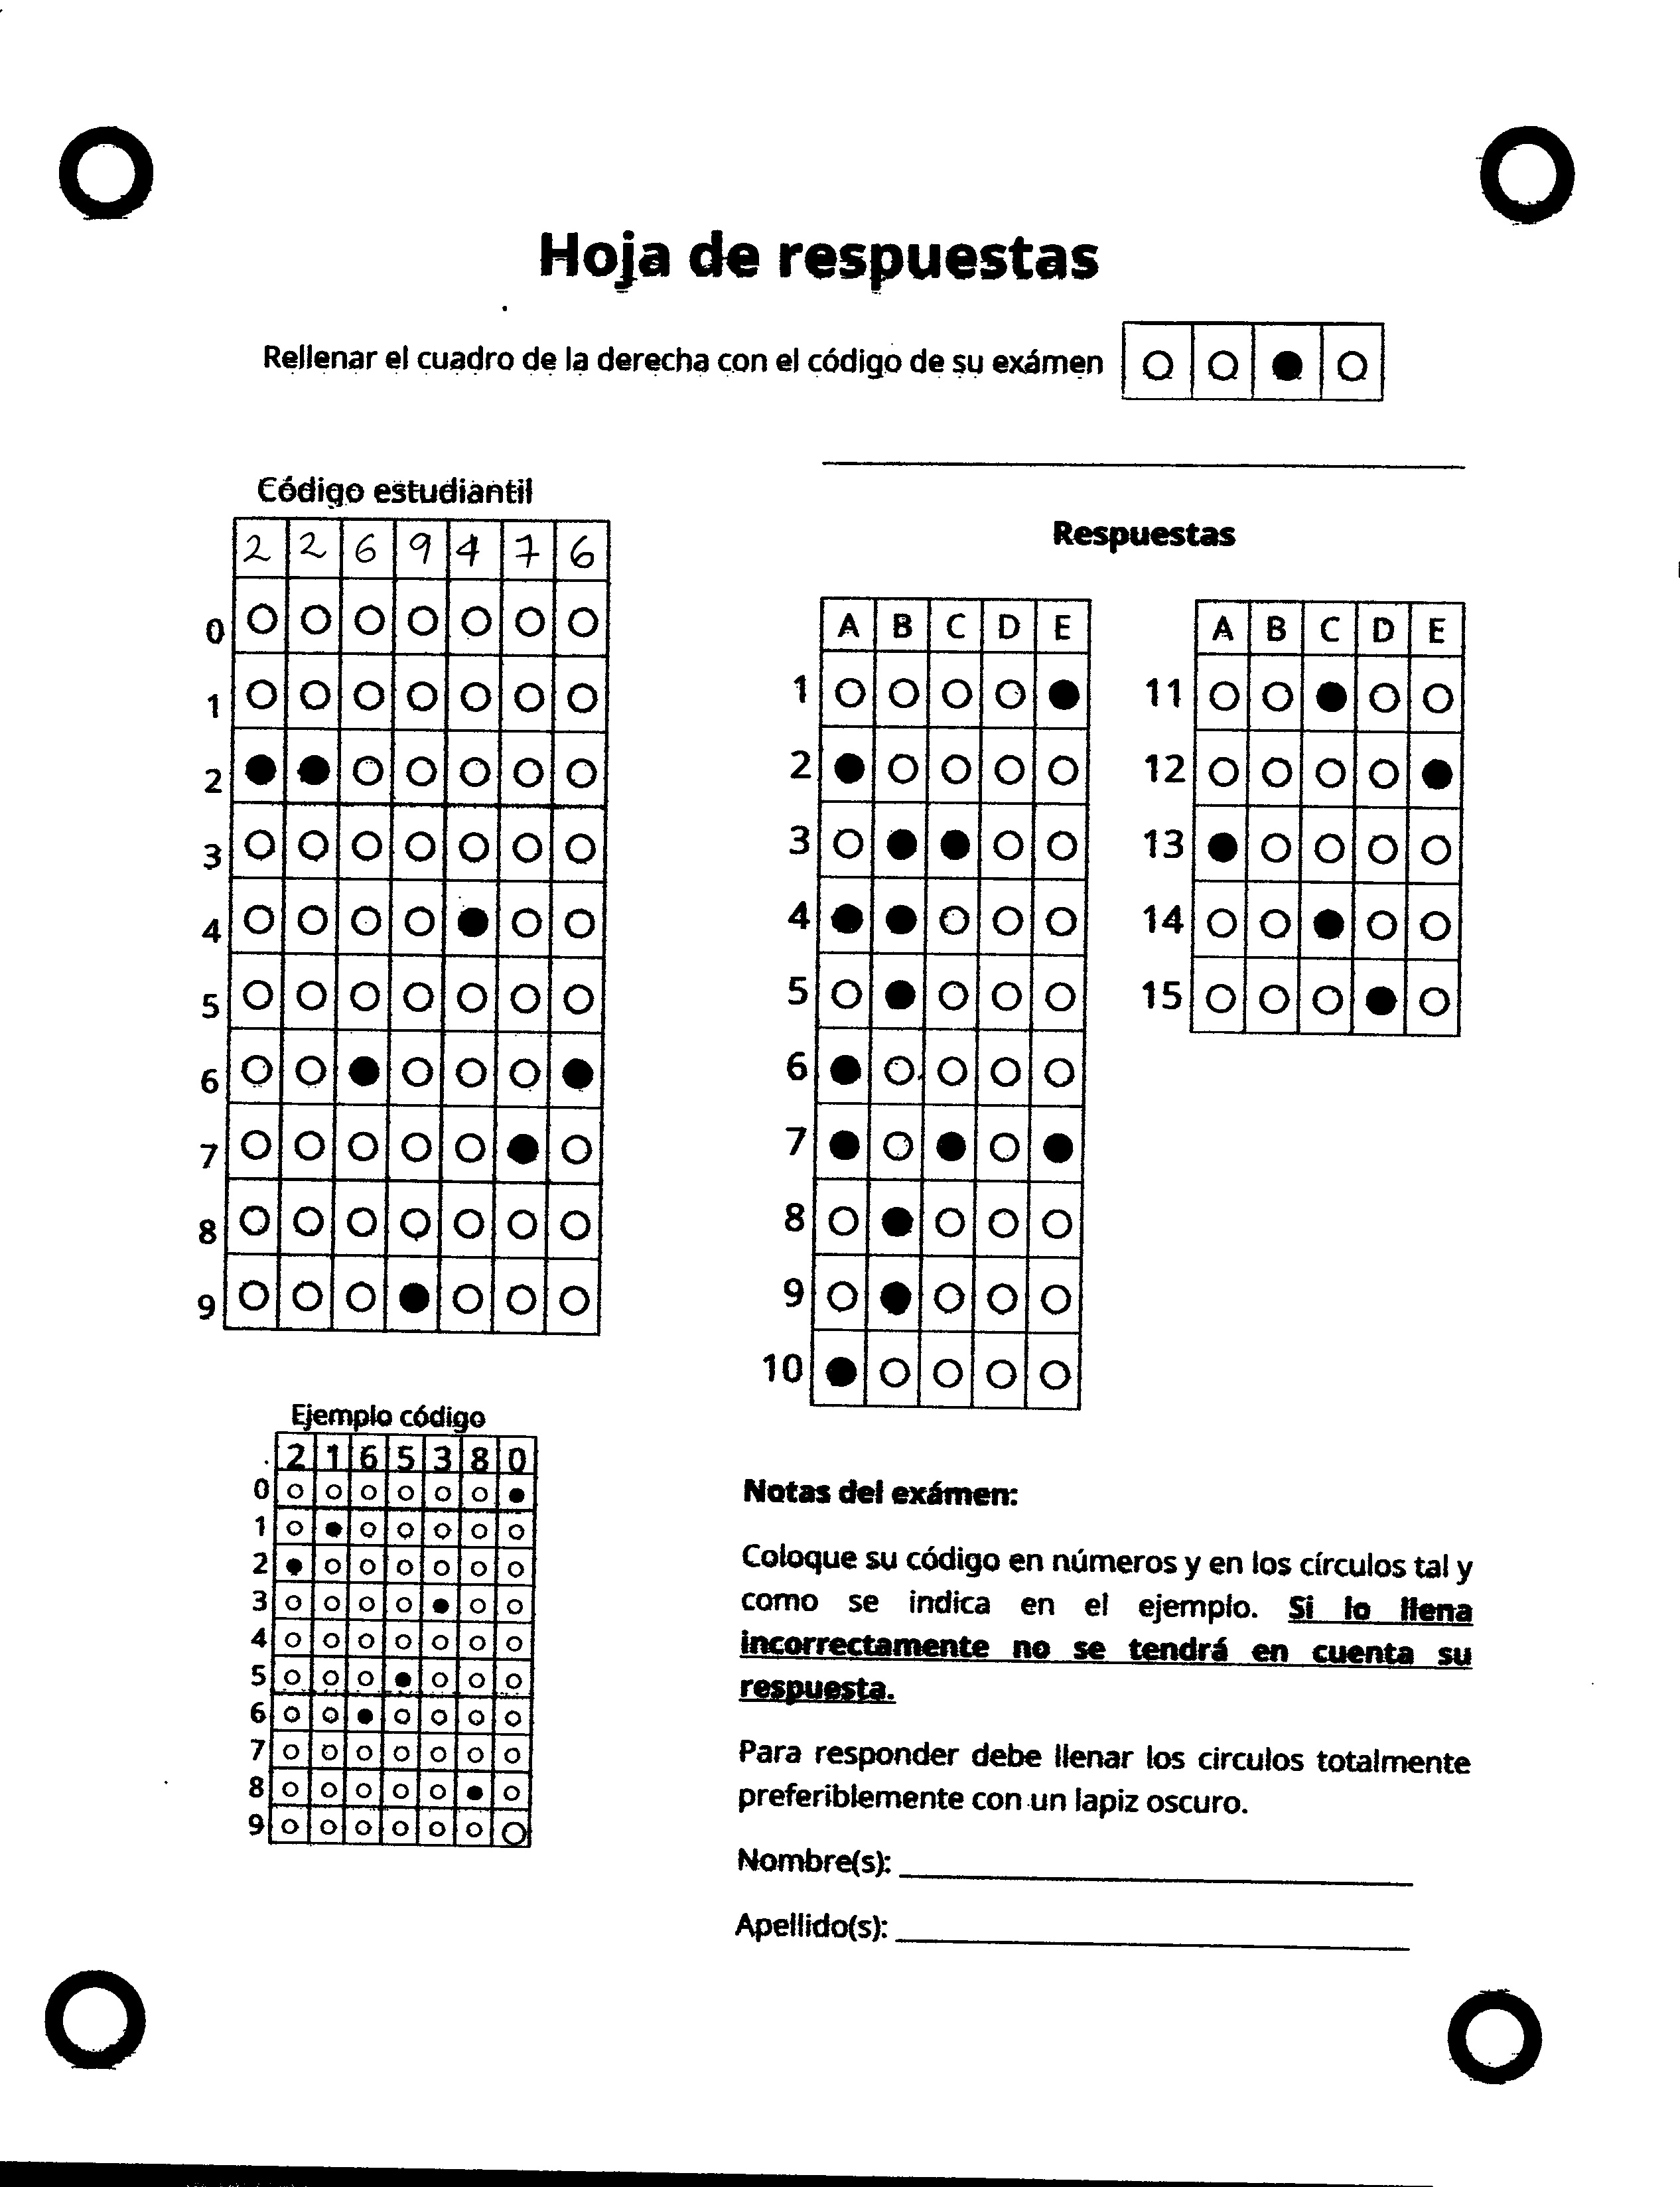 Hoja de respuestas
Rellenar el cuadro de la derecha con el código de su exámen
Código estudiantil
2 2 6 9 4 7 6
0
1
2
3
4
5
6
7
8
9
Respuestas
A B C D E
1
2
3
4
5
6
7
8
9
10
A B C D E
11
12
13
14
15
Ejemplo código
2 1 6 5 3 8 0
0
1
2
3
4
5
6
7
8
9
Notas del exámen:
Coloque su código en números y en los círculos tal y
como se indica en el ejemplo. Si lo llena
incorrectamente no se tendrá en cuenta su
respuesta.
Para responder debe llenar los circulos totalmente
preferiblemente con un lapiz oscuro.
Nombre(s):
Apellido(s):